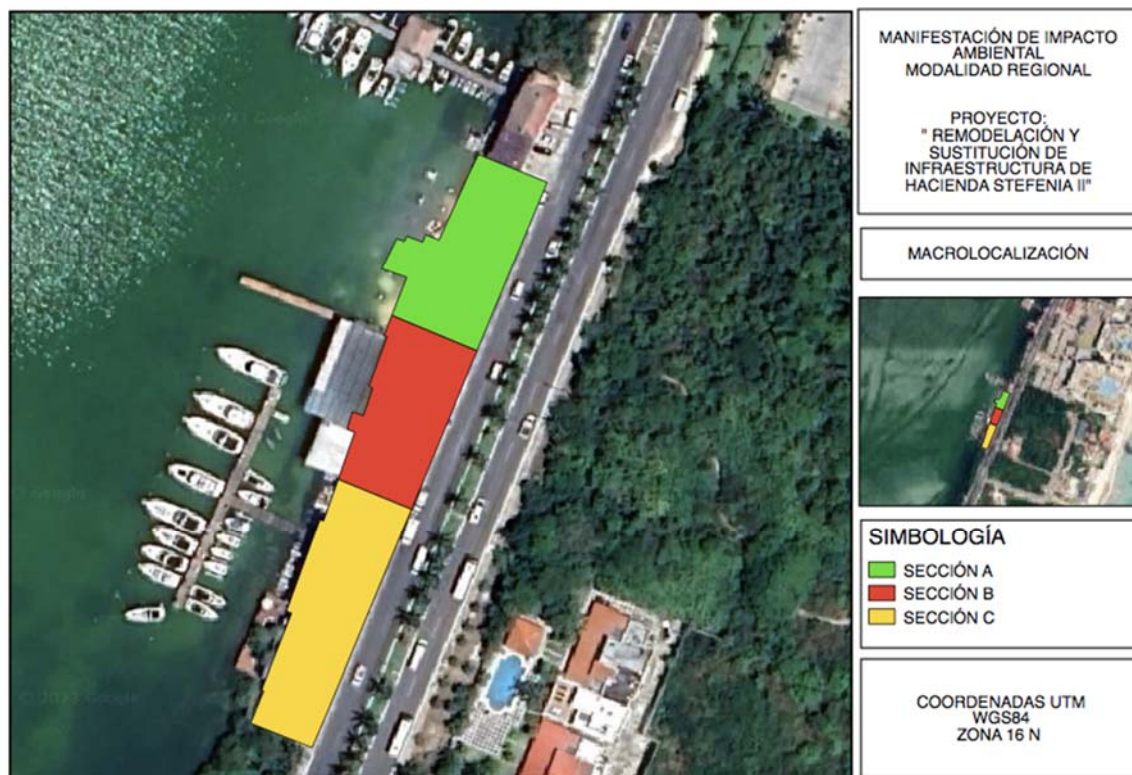 MANIFESTACIÓN DE IMPACTO
AMBIENTAL
MODALIDAD REGIONAL
PROYECTO:
" REMODELACIÓN Y
SUSTITUCIÓN DE
INFRAESTRUCTURA DE
HACIENDA STEFENIA II"
MACROLOCALIZACIÓN
SIMBOLOGÍA
SECCIÓN A
SECCIÓN B
SECCIÓN C
COORDENADAS UTM
WGS84
ZONA 16 N
Google